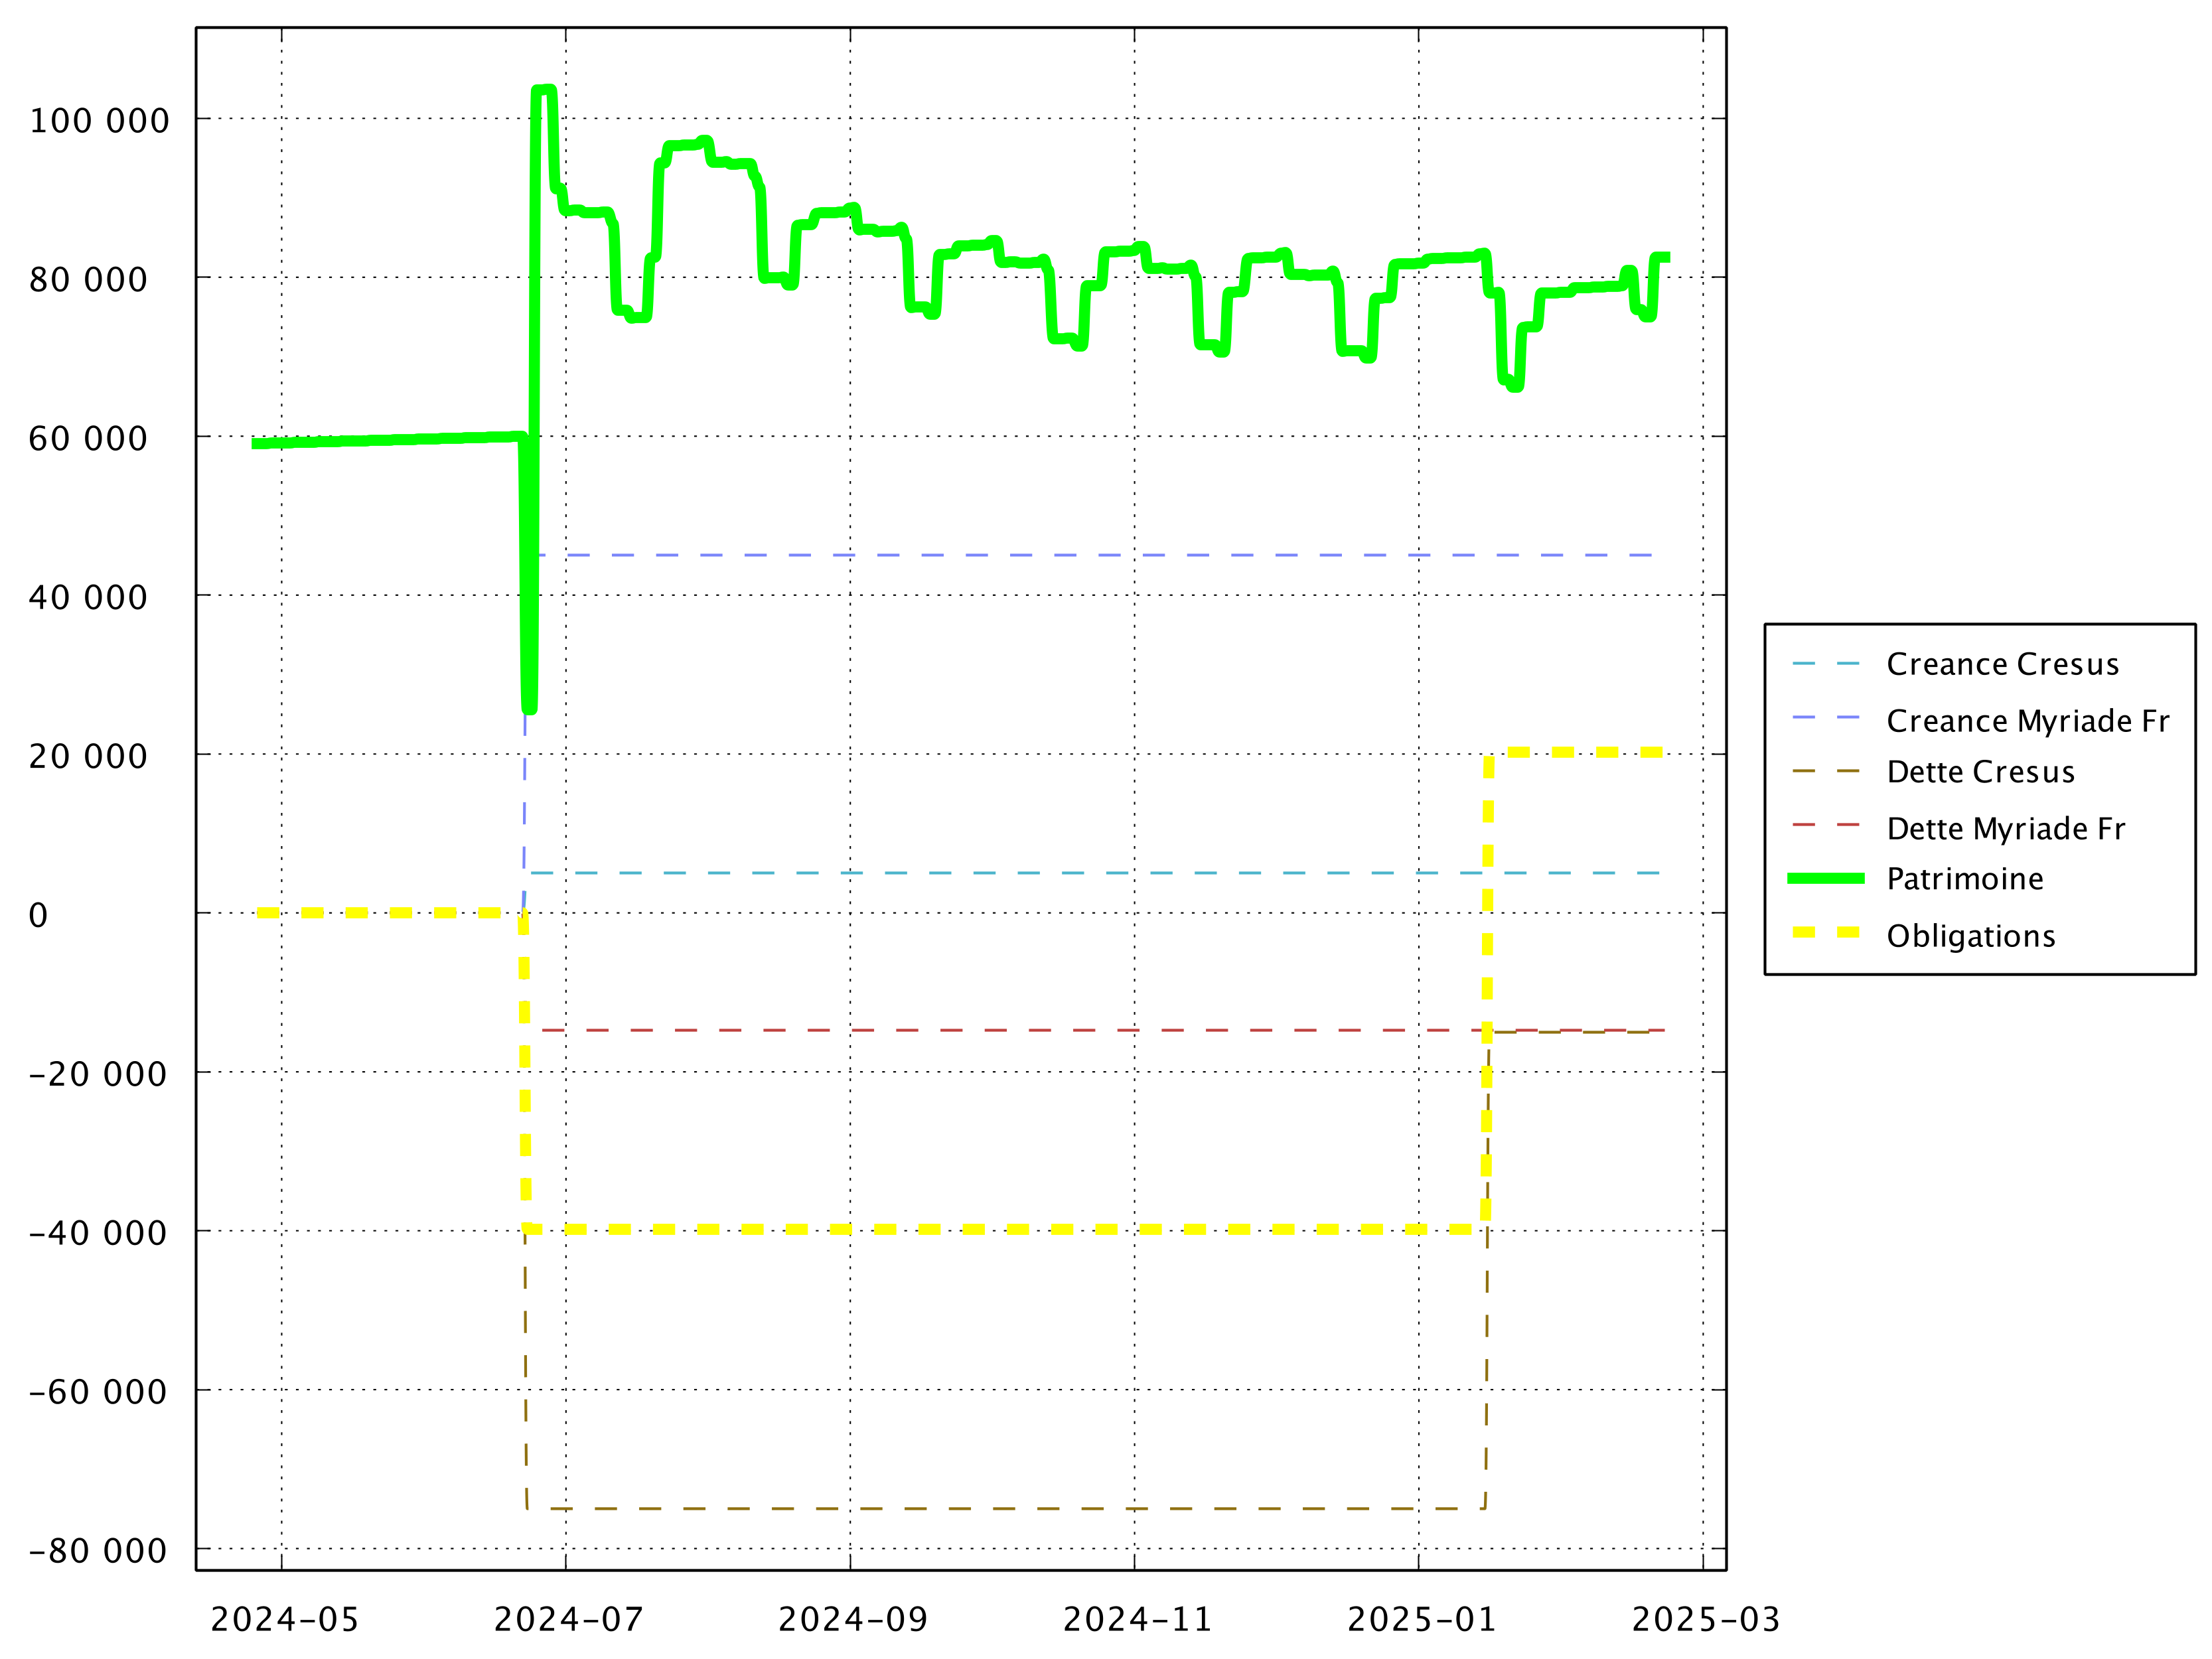 100 000
80 000
60 000
40 000
20 000
0
−20 000
−40 000
−60 000
−80 000
2024−05 2024−07 2024−09 2024−11 2025−01 2025−03
Creance Cresus
Creance Myriade Fr
Dette Cresus
Dette Myriade Fr
Patrimoine
Obligations